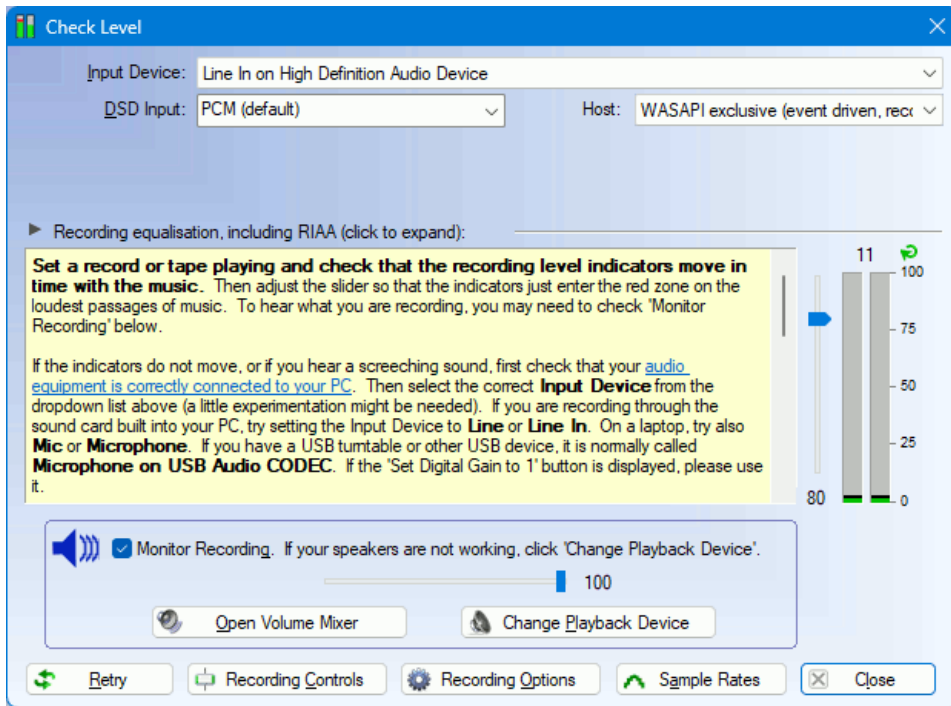 Check Level
Input Device: Line In on High Definition Audio Device
DSD Input: PCM (default) Host: WASAPI exclusive (event driven, rec
Recording equalisation, including RIAA (click to expand):
Set a record or tape playing and check that the recording level indicators move in
time with the music. Then adjust the slider so that the indicators just enter the red zone on the
loudest passages of music. To hear what you are recording, you may need to check 'Monitor
Recording' below.
If the indicators do not move, or if you hear a screeching sound, first check that your audio
equipment is correctly connected to your PC. Then select the correct Input Device from the
dropdown list above (a little experimentation might be needed). If you are recording through the
sound card built into your PC, try setting the Input Device to Line or Line In. On a laptop, try also
Mic or Microphone. If you have a USB turntable or other USB device, it is normally called
Microphone on USB Audio CODEC. If the 'Set Digital Gain to 1' button is displayed, please use
it.
11
100
75
50
25
0
80
Monitor Recording. If your speakers are not working, click 'Change Playback Device'.
100
Open Volume Mixer Change Playback Device
Retry Recording Controls Recording Options Sample Rates Close